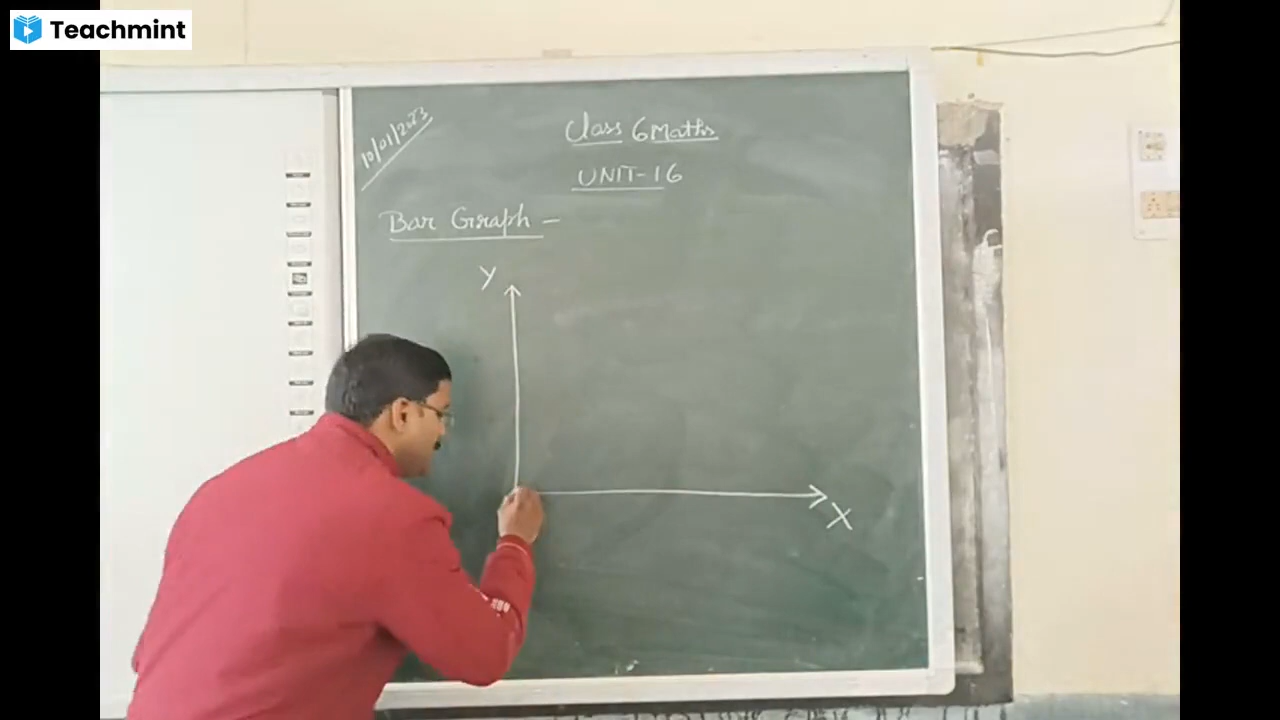 Teachmint
10/01/2023
Class 6 Maths
UNIT-16
Bar Graph -
Y
X